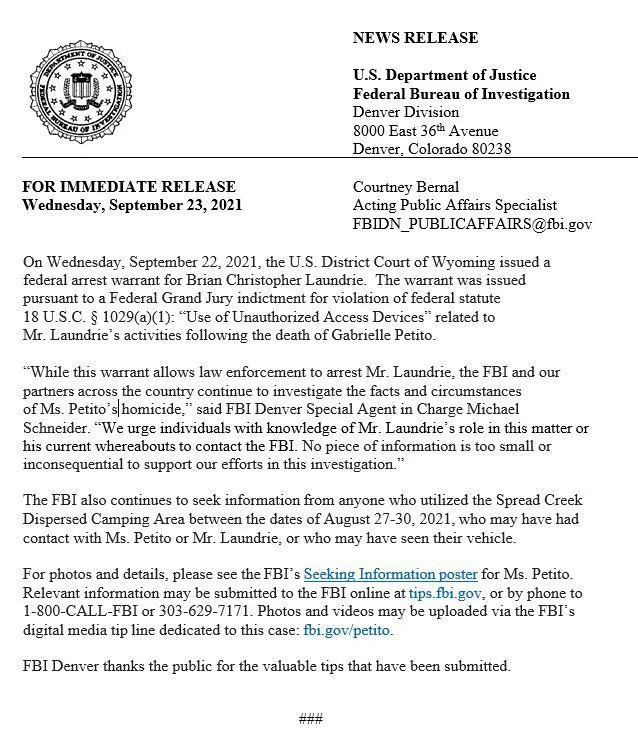 NEWS RELEASE
U.S. Department of Justice
Federal Bureau of Investigation
Denver Division
8000 East 36th Avenue
Denver, Colorado 80238
DEPARTMENT OF JUSTICE
FEDERAL BUREAU OF INVESTIGATION
FOR IMMEDIATE RELEASE
Wednesday, September 23, 2021
Courtney Bernal
Acting Public Affairs Specialist
FBIDN_PUBLICAFFAIRS@fbi.gov
On Wednesday, September 22, 2021, the U.S. District Court of Wyoming issued a
federal arrest warrant for Brian Christopher Laundrie. The warrant was issued
pursuant to a Federal Grand Jury indictment for violation of federal statute
18 U.S.C. § 1029(a)(1): “Use of Unauthorized Access Devices” related to
Mr. Laundrie’s activities following the death of Gabrielle Petito.
“While this warrant allows law enforcement to arrest Mr. Laundrie, the FBI and our
partners across the country continue to investigate the facts and circumstances
of Ms. Petito’s homicide,” said FBI Denver Special Agent in Charge Michael
Schneider. “We urge individuals with knowledge of Mr. Laundrie’s role in this matter or
his current whereabouts to contact the FBI. No piece of information is too small or
inconsequential to support our efforts in this investigation.”
The FBI also continues to seek information from anyone who utilized the Spread Creek
Dispersed Camping Area between the dates of August 27-30, 2021, who may have had
contact with Ms. Petito or Mr. Laundrie, or who may have seen their vehicle.
For photos and details, please see the FBI’s Seeking Information poster for Ms. Petito.
Relevant information may be submitted to the FBI online at tips.fbi.gov, or by phone to
1-800-CALL-FBI or 303-629-7171. Photos and videos may be uploaded via the FBI’s
digital media tip line dedicated to this case: fbi.gov/petito.
FBI Denver thanks the public for the valuable tips that have been submitted.
###